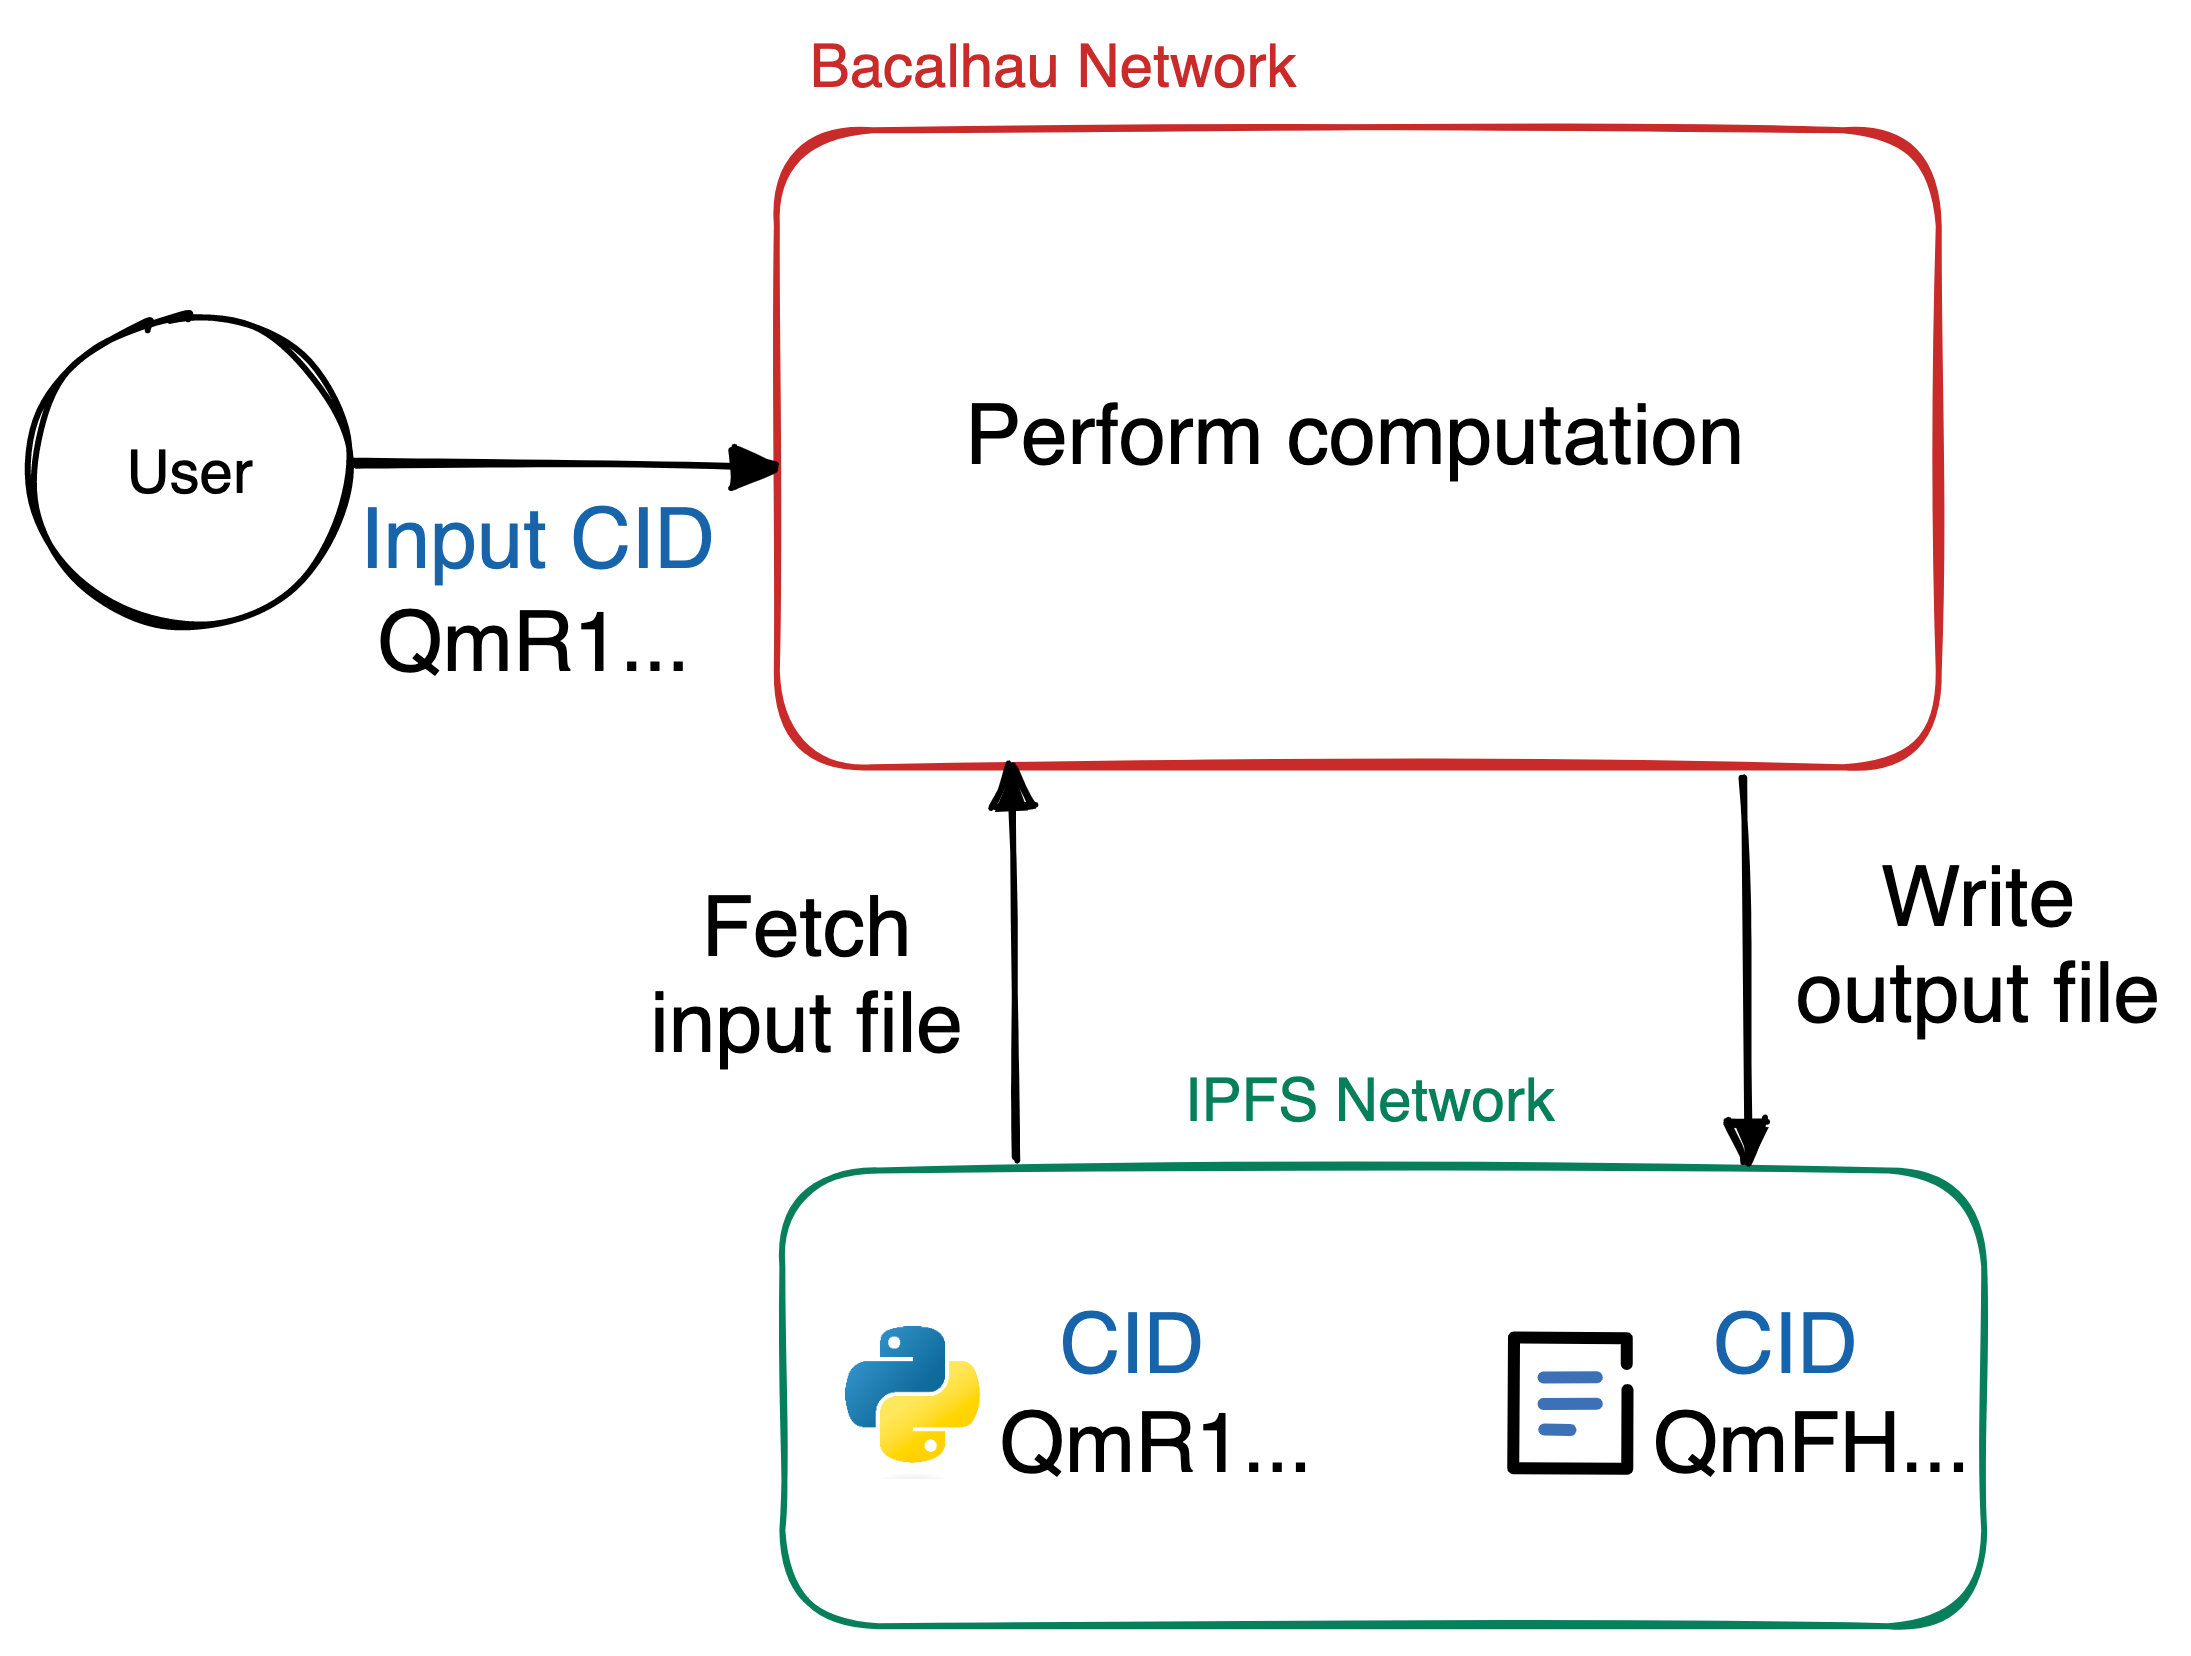 Bacalhau Network
Perform computation
User
Input CID
QmR1...
Fetch
input file
Write
output file
IPFS Network
CID
QmR1...
CID
QmFH...